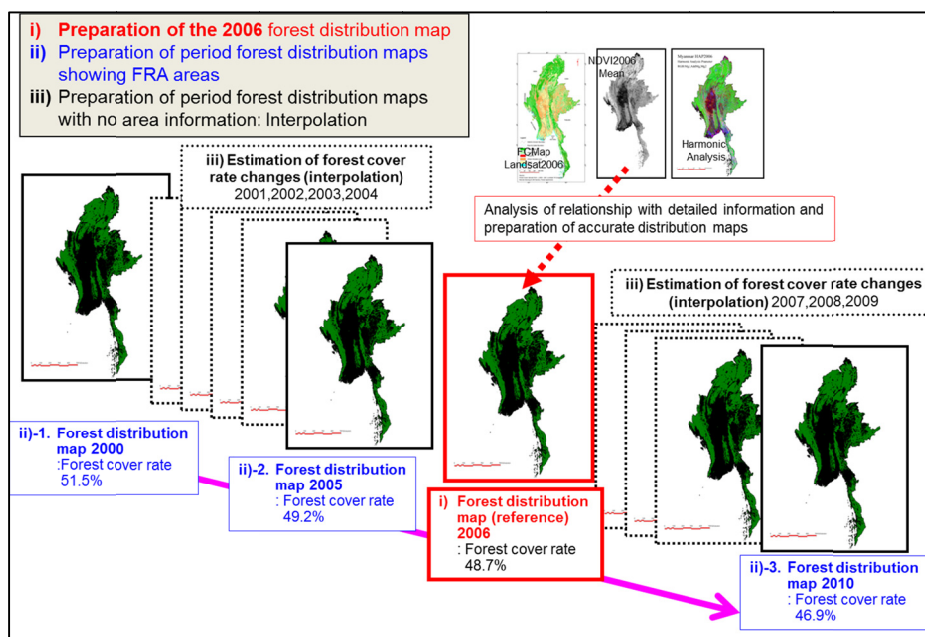 i) Preparation of the 2006 forest distribution map
ii) Preparation of period forest distribution maps
showing FRA areas
iii) Preparation of period forest distribution maps
with no area information: Interpolation
NDVI2006
Mean
FCMap
Landsat2006
Harmonic
Analysis
iii) Estimation of forest cover
rate changes (interpolation)
2001,2002,2003,2004
Analysis of relationship with detailed information and
preparation of accurate distribution maps
iii) Estimation of forest cover rate changes
(interpolation) 2007,2008,2009
ii)-1. Forest distribution
map 2000
:Forest cover rate
51.5%
ii)-2. Forest distribution
map 2005
: Forest cover rate
49.2%
i) Forest distribution
map (reference)
2006
: Forest cover rate
48.7%
ii)-3. Forest distribution
map 2010
: Forest cover rate
46.9%